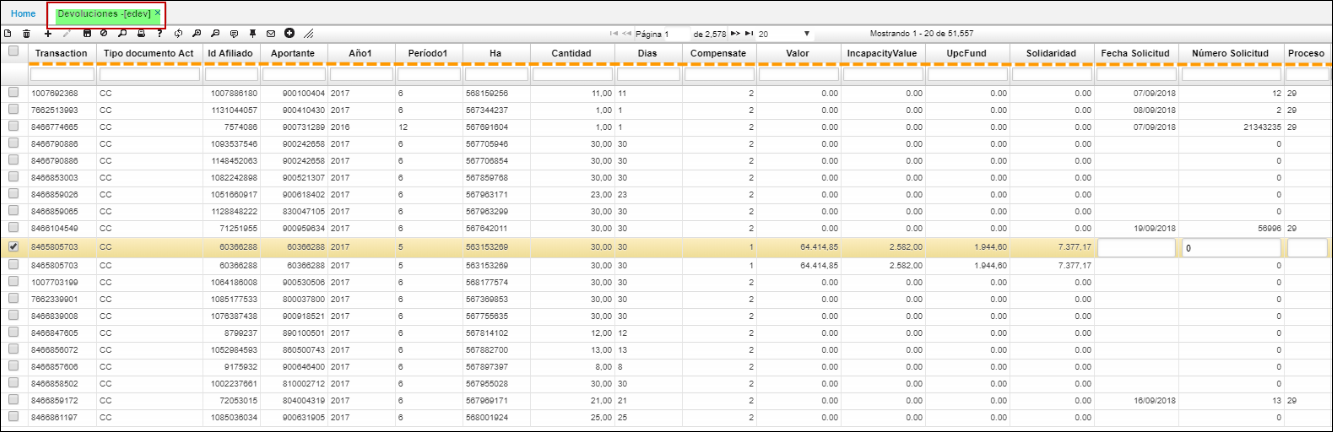 Home Devoluciones -[edev] ×
Página 1 de 2,578 20 Mostrando 1 - 20 de 51,557
Transaction Tipo documento Act Id Afiliado Aportante Año1 Período1 Ha Cantidad Dias Compensate Valor IncapacityValue UpcFund Solidaridad Fecha Solicitud Número Solicitud Proceso
1007692368 CC 1007886180 900100404 2017 6 568159256 11,00 11 2 0.00 0.00 0.00 0.00 07/09/2018 12 29
7662513993 CC 1131044057 900410430 2017 6 567344237 1,00 1 2 0.00 0.00 0.00 0.00 08/09/2018 2 29
8466774665 CC 7574086 900731289 2016 12 567691604 1,00 1 2 0.00 0.00 0.00 0.00 07/09/2018 21343235 29
8466790886 CC 1093537546 900242658 2017 6 567705946 30,00 30 2 0.00 0.00 0.00 0.00 0
8466790886 CC 1148452063 900242658 2017 6 567706854 30,00 30 2 0.00 0.00 0.00 0.00 0
8466853003 CC 1082242898 900521307 2017 6 567859768 30,00 30 2 0.00 0.00 0.00 0.00 0
8466859026 CC 1051660917 900618402 2017 6 567963171 23,00 23 2 0.00 0.00 0.00 0.00 0
8466859065 CC 1128848222 830047105 2017 6 567963299 30,00 30 2 0.00 0.00 0.00 0.00 0
8466104549 CC 71251955 900959634 2017 6 567642011 30,00 30 2 0.00 0.00 0.00 0.00 19/09/2018 56996 29
8465805703 CC 60366288 60366288 2017 5 563153269 30,00 30 1 64.414,85 2.582,00 1.944,60 7.377,17 0
8465805703 CC 60366288 60366288 2017 5 563153269 30,00 30 1 64.414,85 2.582,00 1.944,60 7.377,17 0
1007703199 CC 1064186008 900530506 2017 6 568177574 30,00 30 2 0.00 0.00 0.00 0.00 0
7662339901 CC 1085177533 800037800 2017 6 567369853 30,00 30 2 0.00 0.00 0.00 0.00 0
8466839008 CC 1076387438 900918521 2017 6 567755635 30,00 30 2 0.00 0.00 0.00 0.00 0
8466847605 CC 8799237 890100501 2017 6 567814102 12,00 12 2 0.00 0.00 0.00 0.00 0
8466856072 CC 1052984593 860500743 2017 6 567882700 13,00 13 2 0.00 0.00 0.00 0.00 0
8466857606 CC 9175932 900646400 2017 6 567897397 8,00 8 2 0.00 0.00 0.00 0.00 0
8466858502 CC 1002237661 810002712 2017 6 567955028 30,00 30 2 0.00 0.00 0.00 0.00 0
8466859172 CC 72053015 804004319 2017 6 567969171 21,00 21 2 0.00 0.00 0.00 0.00 16/09/2018 13 29
8466861197 CC 1085036034 900631905 2017 6 568001924 25,00 25 2 0.00 0.00 0.00 0.00 0